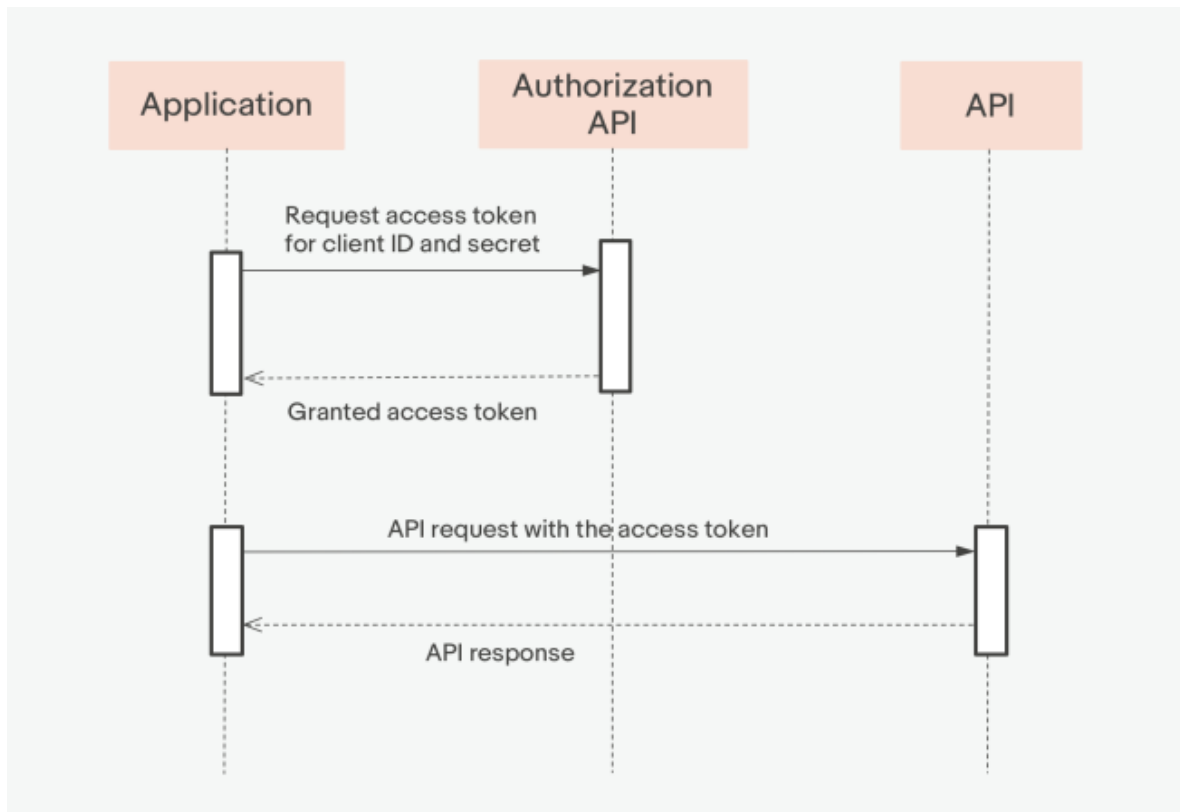 Application
Authorization
API
API
Request access token
for client ID and secret
Granted access token
API request with the access token
API response